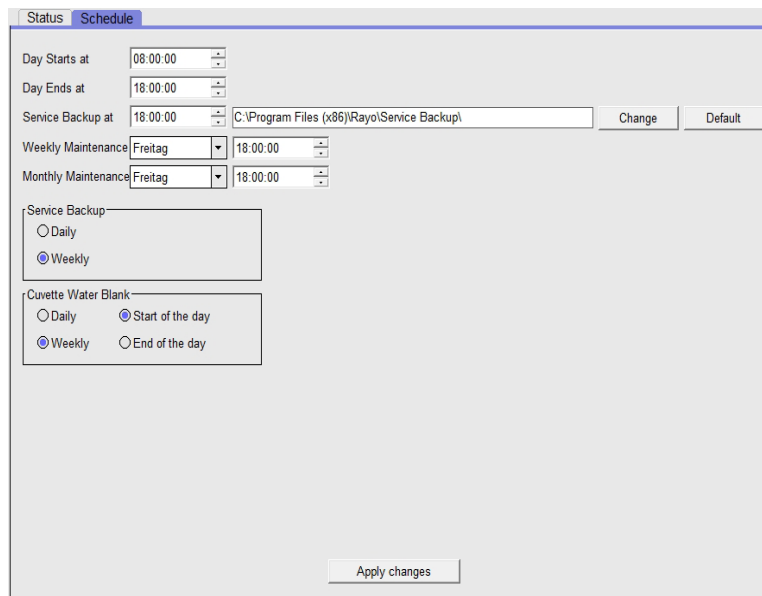 Status Schedule
Day Starts at 08:00:00
Day Ends at 18:00:00
Service Backup at 18:00:00 C:\Program Files (x86)\Rayo\Service Backup\ Change Default
Weekly Maintenance Freitag 18:00:00
Monthly Maintenance Freitag 18:00:00
Service Backup
Daily
Weekly
Cuvette Water Blank
Daily Start of the day
Weekly End of the day
Apply changes